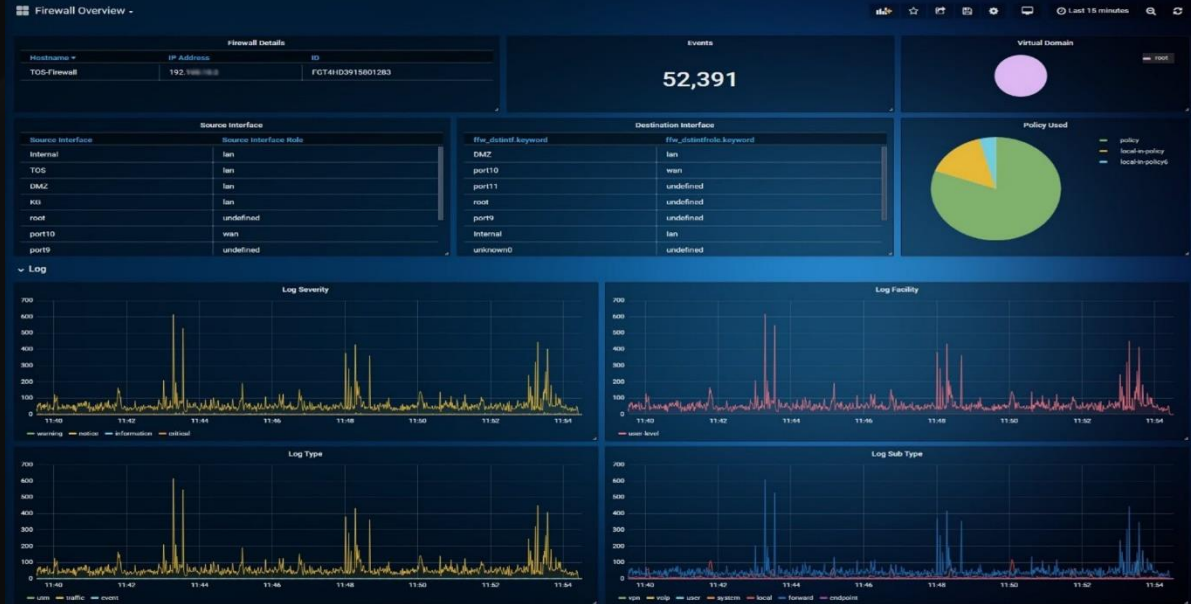 Firewall Overview
Last 15 minutes
Firewall Details
Hostname IP Address ID
TOS-Firewall 192. FGT4HD3915801283
Events
52,391
Virtual Domain
root
Source Interface
Source Interface Source Interface Role
Internal lan
TOS lan
DMZ lan
KG lan
root undefined
port10 wan
port9 undefined
Destination Interface
ffw_dstintf.keyword ffw_dstintfrole.keyword
DMZ lan
port10 wan
port11 undefined
root undefined
port9 undefined
Internal lan
unknown0 undefined
Policy Used
policy
local-in-policy
local-in-policy6
Log
Log Severity
700
600
500
400
300
200
100
0
11:40 11:42 11:44 11:46 11:48 11:50 11:52 11:54
warning notice information critical
Log Facility
700
600
500
400
300
200
100
0
11:40 11:42 11:44 11:46 11:48 11:50 11:52 11:54
user-level
Log Type
700
600
500
400
300
200
100
0
11:40 11:42 11:44 11:46 11:48 11:50 11:52 11:54
utm traffic event
Log Sub Type
700
600
500
400
300
200
100
0
11:40 11:42 11:44 11:46 11:48 11:50 11:52 11:54
vpn voip user system local forward endpoint